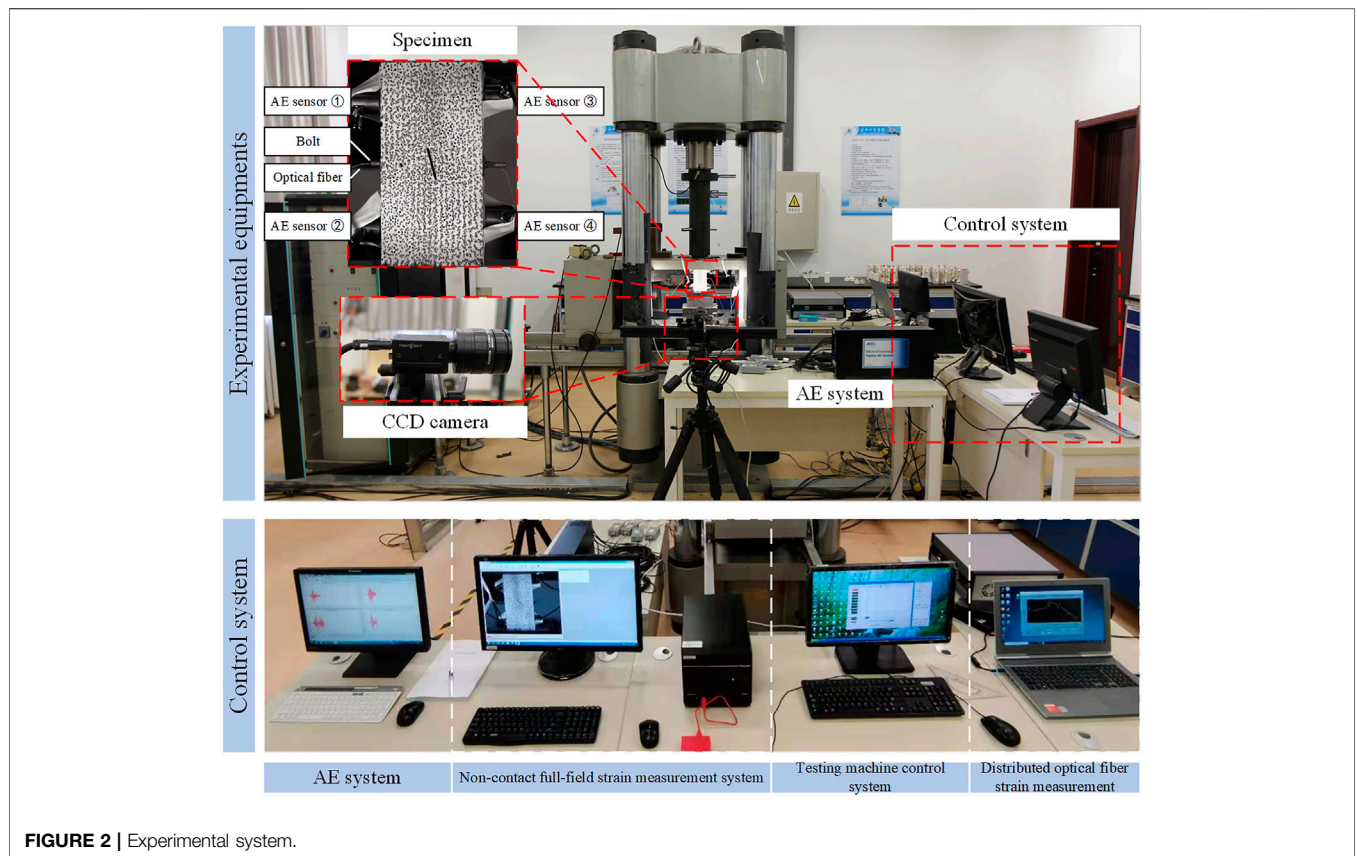 Experimental equipments
Specimen
AE sensor ①
AE sensor ③
Bolt
Optical fiber
AE sensor ②
AE sensor ④
Control system
AE system
CCD camera
Control system
AE system
Non-contact full-field strain measurement system
Testing machine control
system
Distributed optical fiber
strain measurement
FIGURE 2 | Experimental system.